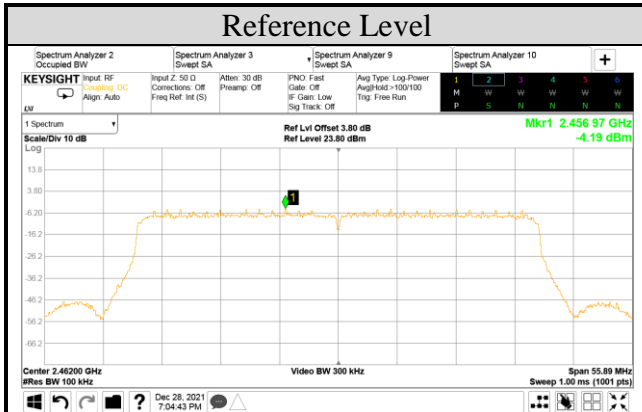 Reference Level
Spectrum Analyzer 2 Spectrum Analyzer 3 Spectrum Analyzer 9 Spectrum Analyzer 10
Occupied BW Swept SA Swept SA Swept SA
KEYSIGHT Input: RF Input Z: 50 Ω Atten: 30 dB PNO: Fast Avg Type: Log-Power 1 2 3 4 5 6
Coupling: DC Corrections: Off Preamp: Off Gate: Off Avg|Hold:>100/100 M W W W W W
Align: Auto Freq Ref: Int (S) IF Gain: Low Trig: Free Run
LXI Sig Track: Off P S N N N N
1 Spectrum Ref Lvl Offset 3.80 dB Mkr1 2.456 97 GHz
Scale/Div 10 dB Ref Level 23.80 dBm -4.19 dBm
Log
13.8
3.80
1
-6.20
-16.2
-26.2
-36.2
-46.2
-56.2
-66.2
Center 2.46200 GHz Video BW 300 kHz Span 55.89 MHz
#Res BW 100 kHz Sweep 1.00 ms (1001 pts)
? Dec 28, 2021
7:04:43 PM